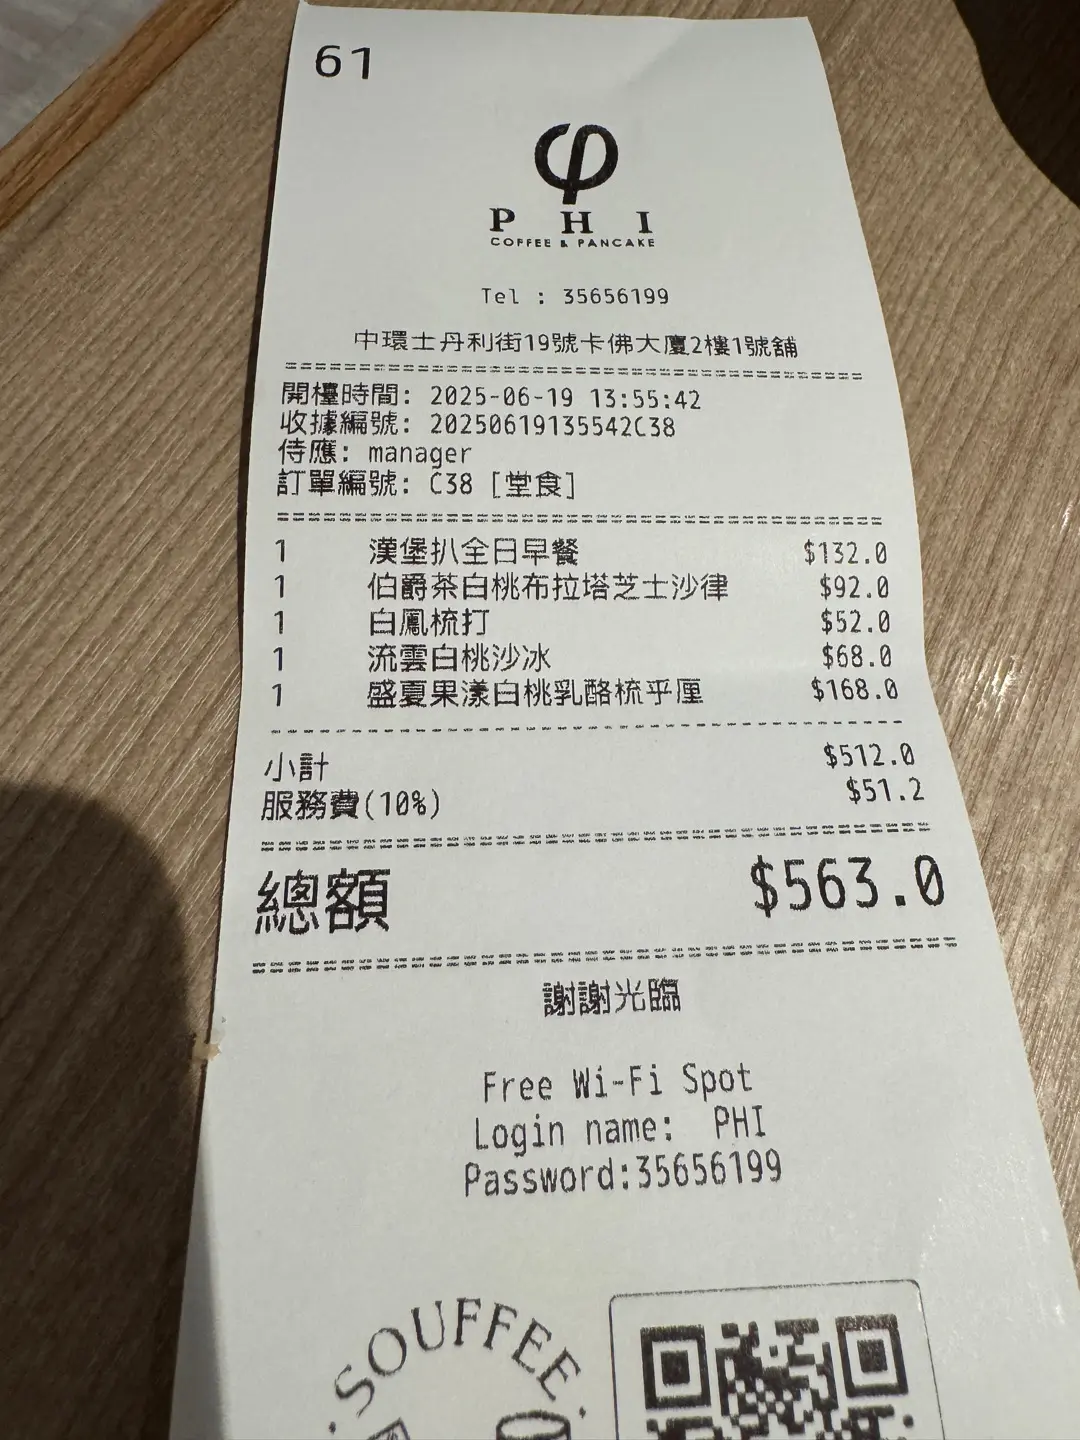 61
φ
PHI
COFFEE & PANCAKE
Tel : 35656199
中環士丹利街19號卡佛大廈2樓1號舖
開檯時間: 2025-06-19 13:55:42
收據編號: 20250619135542C38
侍應: manager
訂單編號: C38 [堂食]
1 漢堡扒全日早餐 $132.0
1 伯爵茶白桃布拉塔芝士沙律 $92.0
1 白鳳梳打 $52.0
1 流雲白桃沙冰 $68.0
1 盛夏果漾白桃乳酪梳乎厘 $168.0
小計 $512.0
服務費(10%) $51.2
總額 $563.0
謝謝光臨
Free Wi-Fi Spot
Login name: PHI
Password:35656199
SOUFFEE